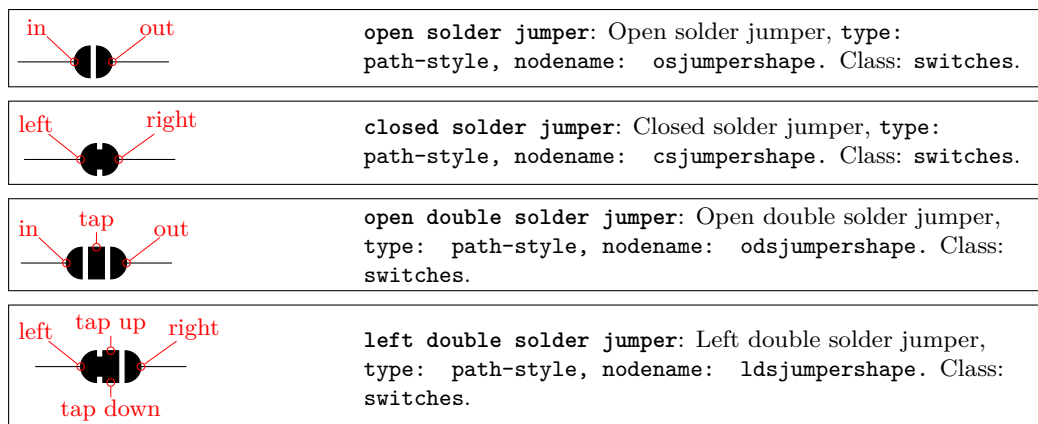 in out
open solder jumper: Open solder jumper, type:
path-style, nodename: osjumpershape. Class: switches.
left right
closed solder jumper: Closed solder jumper, type:
path-style, nodename: csjumpershape. Class: switches.
tap
in out
open double solder jumper: Open double solder jumper,
type: path-style, nodename: odsjumpershape. Class:
switches.
tap up
left right
tap down
left double solder jumper: Left double solder jumper,
type: path-style, nodename: ldsjumpershape. Class:
switches.